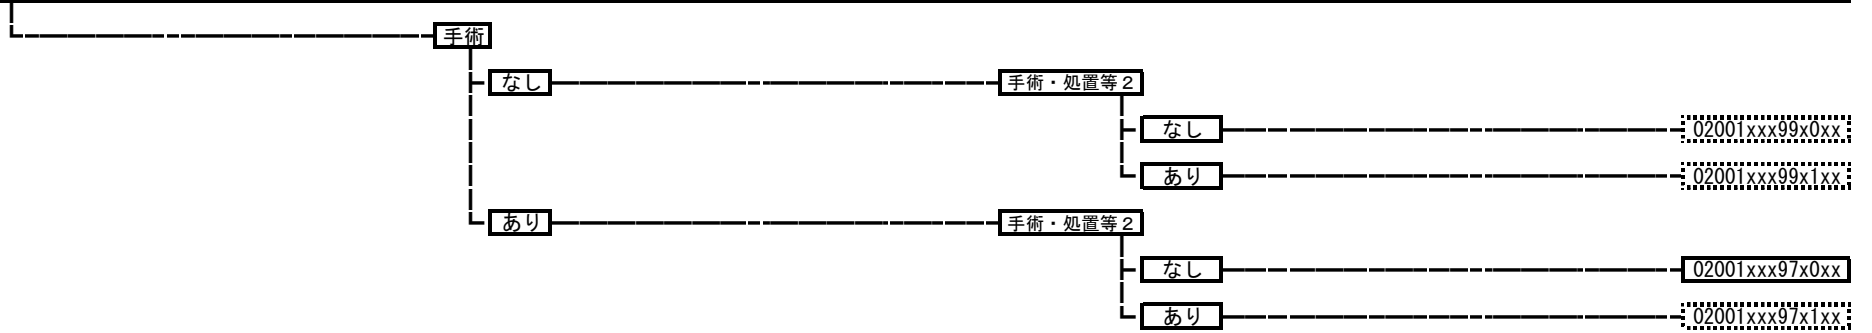 手術
なし 手術・処置等２
なし 02001xxx99x0xx
あり 02001xxx99x1xx
あり 手術・処置等２
なし 02001xxx97x0xx
あり 02001xxx97x1xx